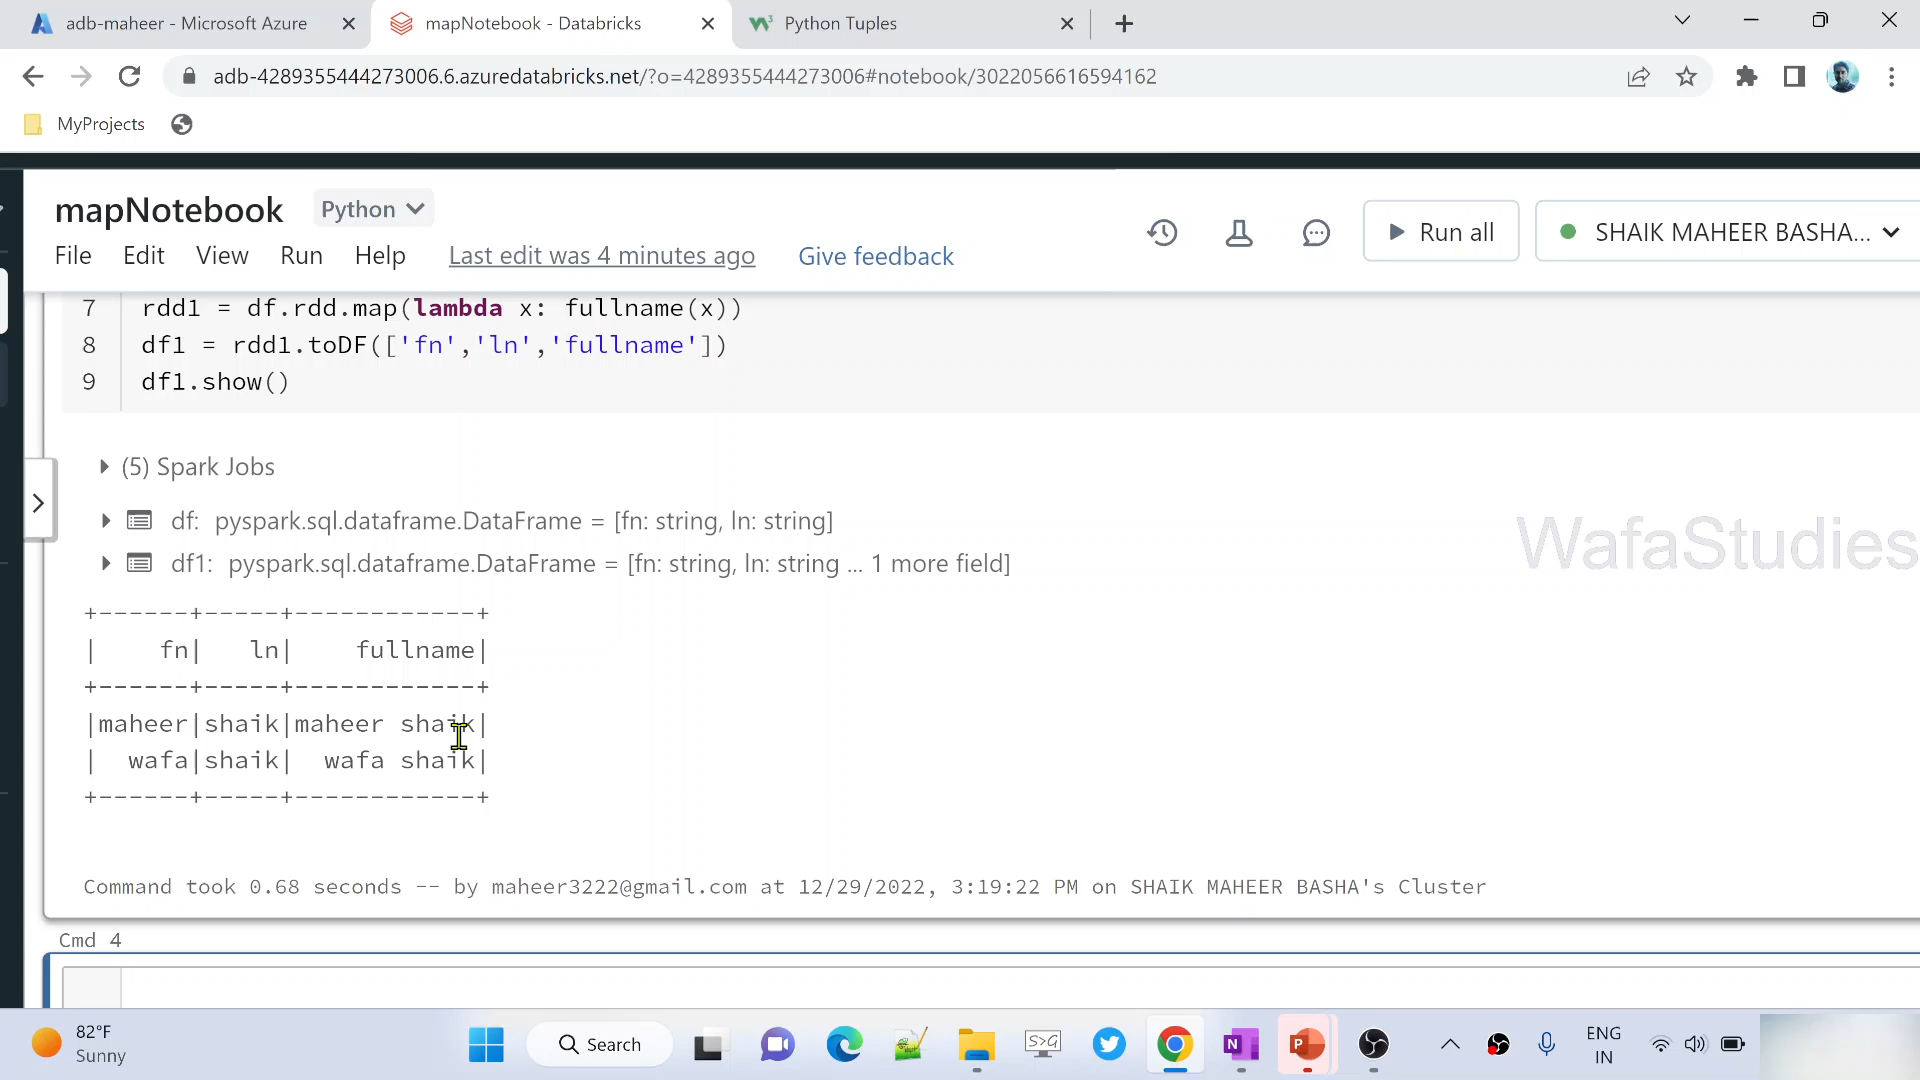 adb-maheer - Microsoft Azure
mapNotebook - Databricks
Python Tuples
adb-4289355444273006.6.azuredatabricks.net/?o=4289355444273006#notebook/3022056616594162
MyProjects
mapNotebook
Python
File Edit View Run Help Last edit was 4 minutes ago Give feedback
Run all
SHAIK MAHEER BASHA...
7 rdd1 = df.rdd.map(lambda x: fullname(x))
8 df1 = rdd1.toDF(['fn','ln','fullname'])
9 df1.show()
(5) Spark Jobs
df: pyspark.sql.dataframe.DataFrame = [fn: string, ln: string]
df1: pyspark.sql.dataframe.DataFrame = [fn: string, ln: string ... 1 more field]
WafaStudies
+------+-----+------------+
|    fn|   ln|    fullname|
+------+-----+------------+
|maheer|shaik|maheer shaik|
|  wafa|shaik|  wafa shaik|
+------+-----+------------+
Command took 0.68 seconds -- by maheer3222@gmail.com at 12/29/2022, 3:19:22 PM on SHAIK MAHEER BASHA's Cluster
Cmd 4
82°F
Sunny
Search
S>G
N
P
ENG
IN